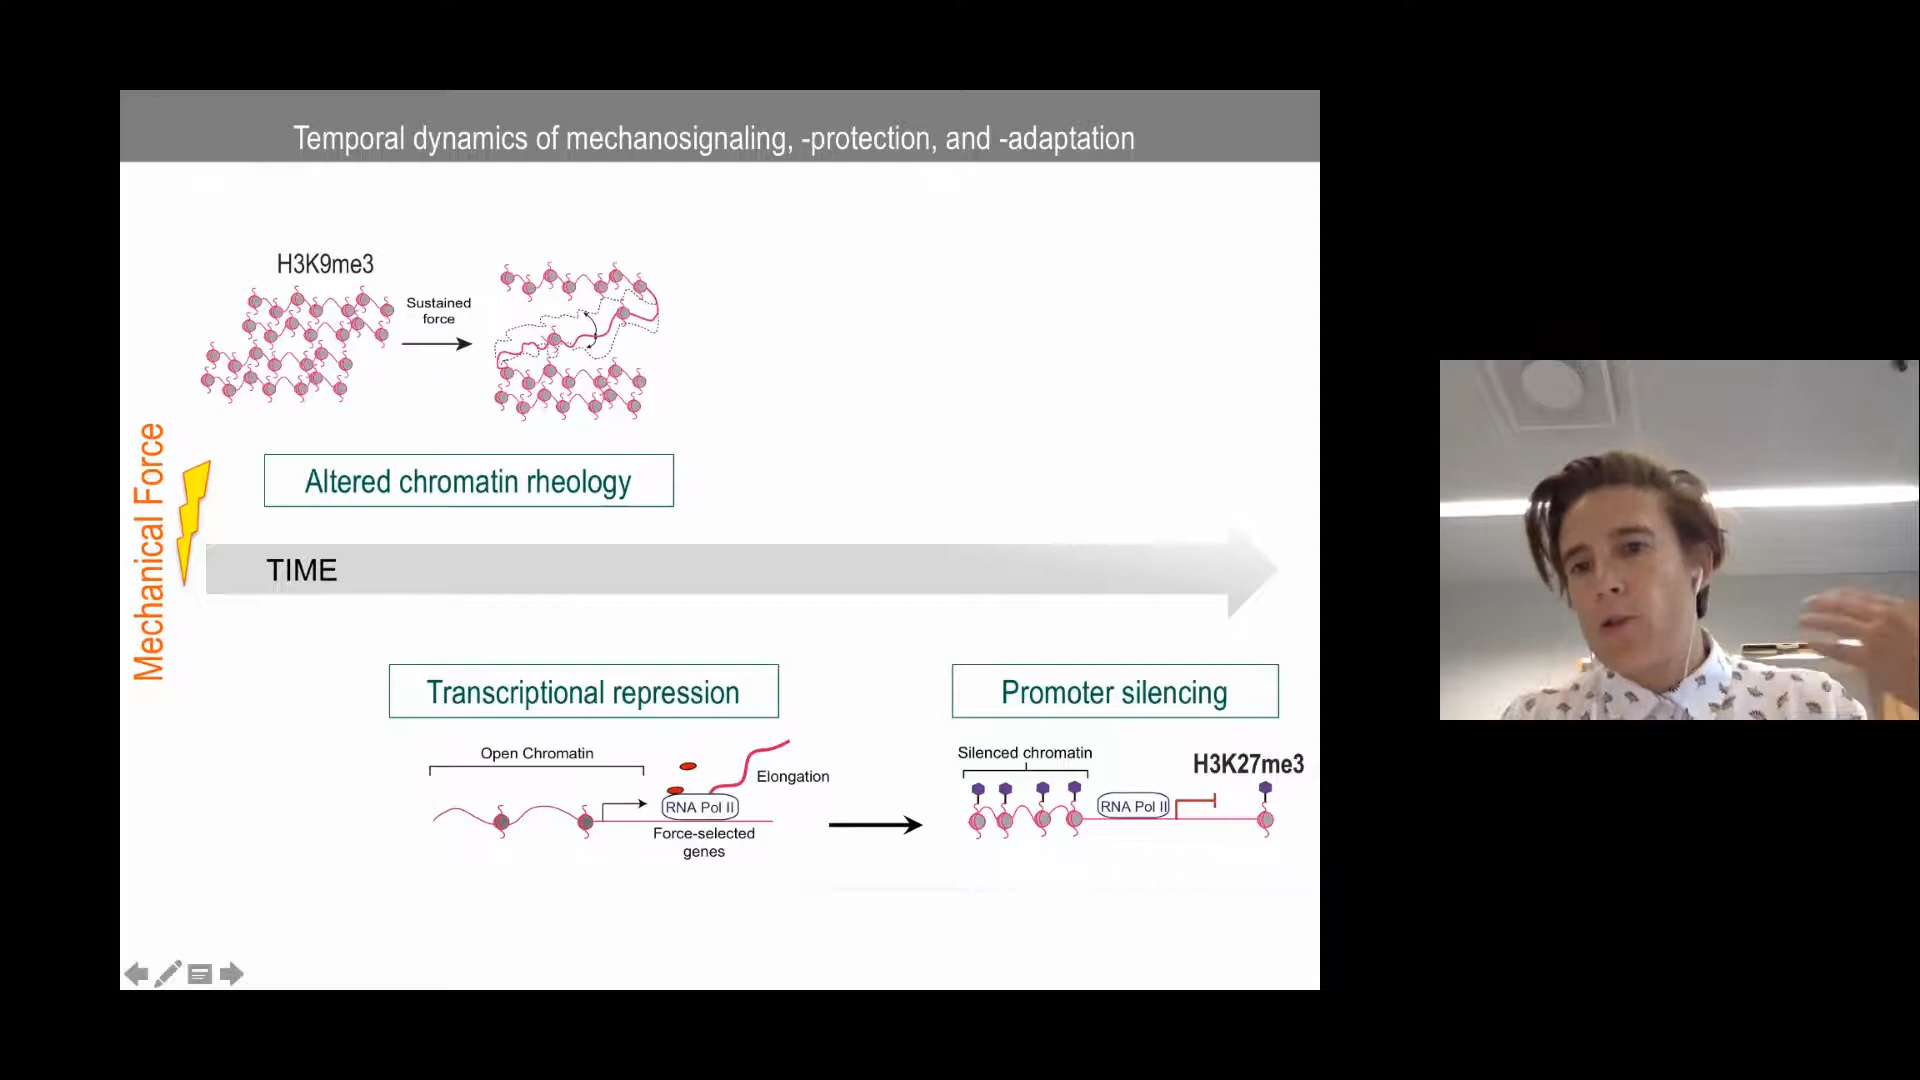 Temporal dynamics of mechanosignaling, -protection, and -adaptation
H3K9me3
Sustained
force
Altered chromatin rheology
Mechanical Force
TIME
Transcriptional repression
Promoter silencing
Open Chromatin
Elongation
RNA Pol II
Force-selected
genes
Silenced chromatin
H3K27me3
RNA Pol II